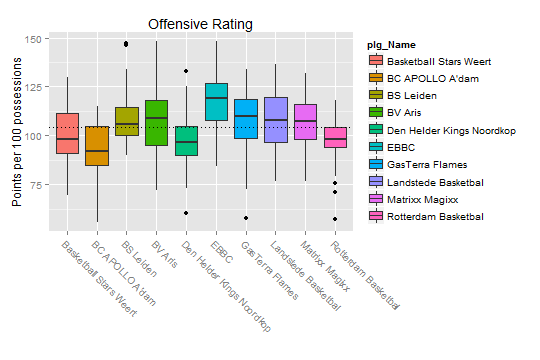 Offensive Rating
Points per 100 possessions
150
125
100
75
Basketball Stars Weert
BC APOLLO A'dam
BS Leiden
BV Aris
Den Helder Kings Noordkop
EBBC
GasTerra Flames
Landstede Basketbal
Matrixx Magixx
Rotterdam Basketbal
plg_Name
Basketball Stars Weert
BC APOLLO A'dam
BS Leiden
BV Aris
Den Helder Kings Noordkop
EBBC
GasTerra Flames
Landstede Basketbal
Matrixx Magixx
Rotterdam Basketbal